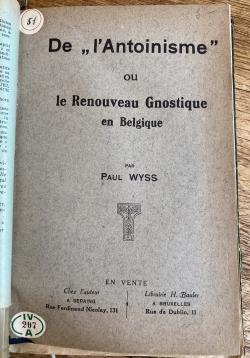 51
De „l'Antoinisme"
ou
le Renouveau Gnostique
en Belgique
PAR
PAUL WYSS
EN VENTE
Chez l'auteur
A SERAING
Rue Ferdinand Nicolay, 131
Librairie H. Baules
A BRUXELLES
Rue de Dublin, 11
IV
207
A